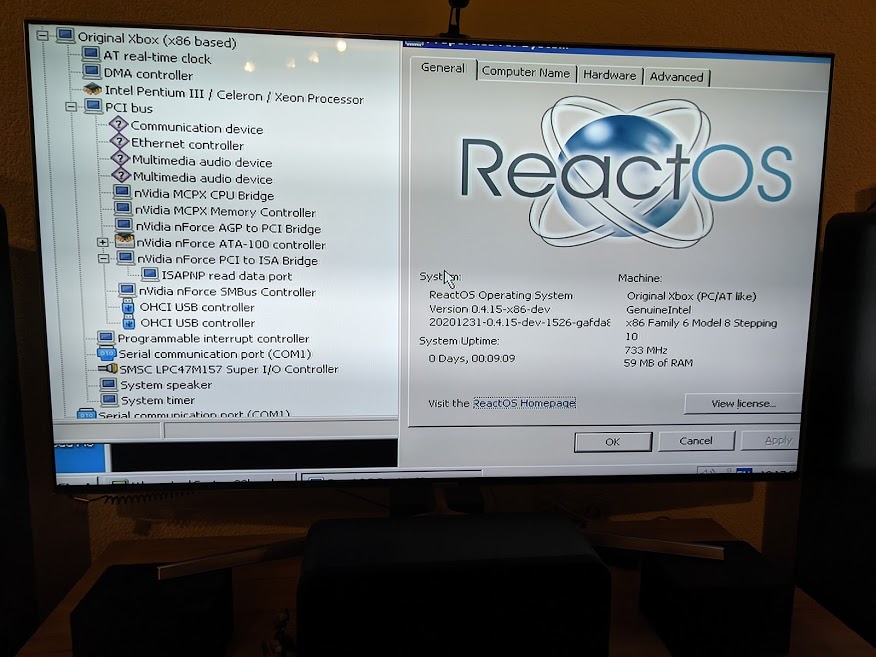 Original Xbox (x86 based)
AT real-time clock
DMA controller
Intel Pentium III / Celeron / Xeon Processor
PCI bus
Communication device
Ethernet controller
Multimedia audio device
Multimedia audio device
nVidia MCPX CPU Bridge
nVidia MCPX Memory Controller
nVidia nForce AGP to PCI Bridge
nVidia nForce ATA-100 controller
nVidia nForce PCI to ISA Bridge
ISAPNP read data port
nVidia nForce SMBus Controller
OHCI USB controller
OHCI USB controller
Programmable interrupt controller
Serial communication port (COM1)
SMSC LPC47M157 Super I/O Controller
System speaker
System timer
Serial communication port (COM1)
General Computer Name Hardware Advanced
ReactOS
System:
ReactOS Operating System
Version 0.4.15-x86-dev
20201231-0.4.15-dev-1526-gafda8
System Uptime:
0 Days, 00:09:09
Machine:
Original Xbox (PC/AT like)
GenuineIntel
x86 Family 6 Model 8 Stepping
10
733 MHz
59 MB of RAM
Visit the ReactOS Homepage
View license...
OK Cancel Apply